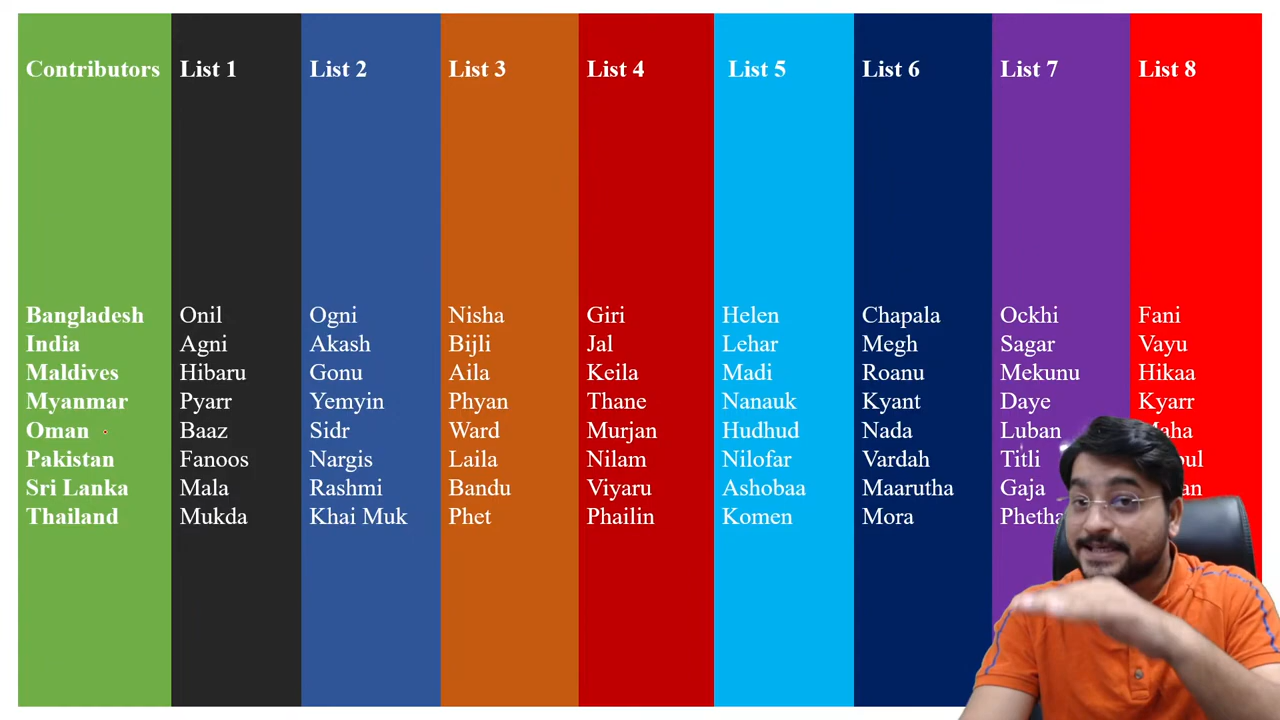 Contributors List 1 List 2 List 3 List 4 List 5 List 6 List 7 List 8
Bangladesh Onil Ogni Nisha Giri Helen Chapala Ockhi Fani
India Agni Akash Bijli Jal Lehar Megh Sagar Vayu
Maldives Hibaru Gonu Aila Keila Madi Roanu Mekunu Hikaa
Myanmar Pyarr Yemyin Phyan Thane Nanauk Kyant Daye Kyarr
Oman Baaz Sidr Ward Murjan Hudhud Nada Luban
Pakistan Fanoos Nargis Laila Nilam Nilofar Vardah Titli
Sri Lanka Mala Rashmi Bandu Viyaru Ashobaa Maarutha Gaja
Thailand Mukda Khai Muk Phet Phailin Komen Mora